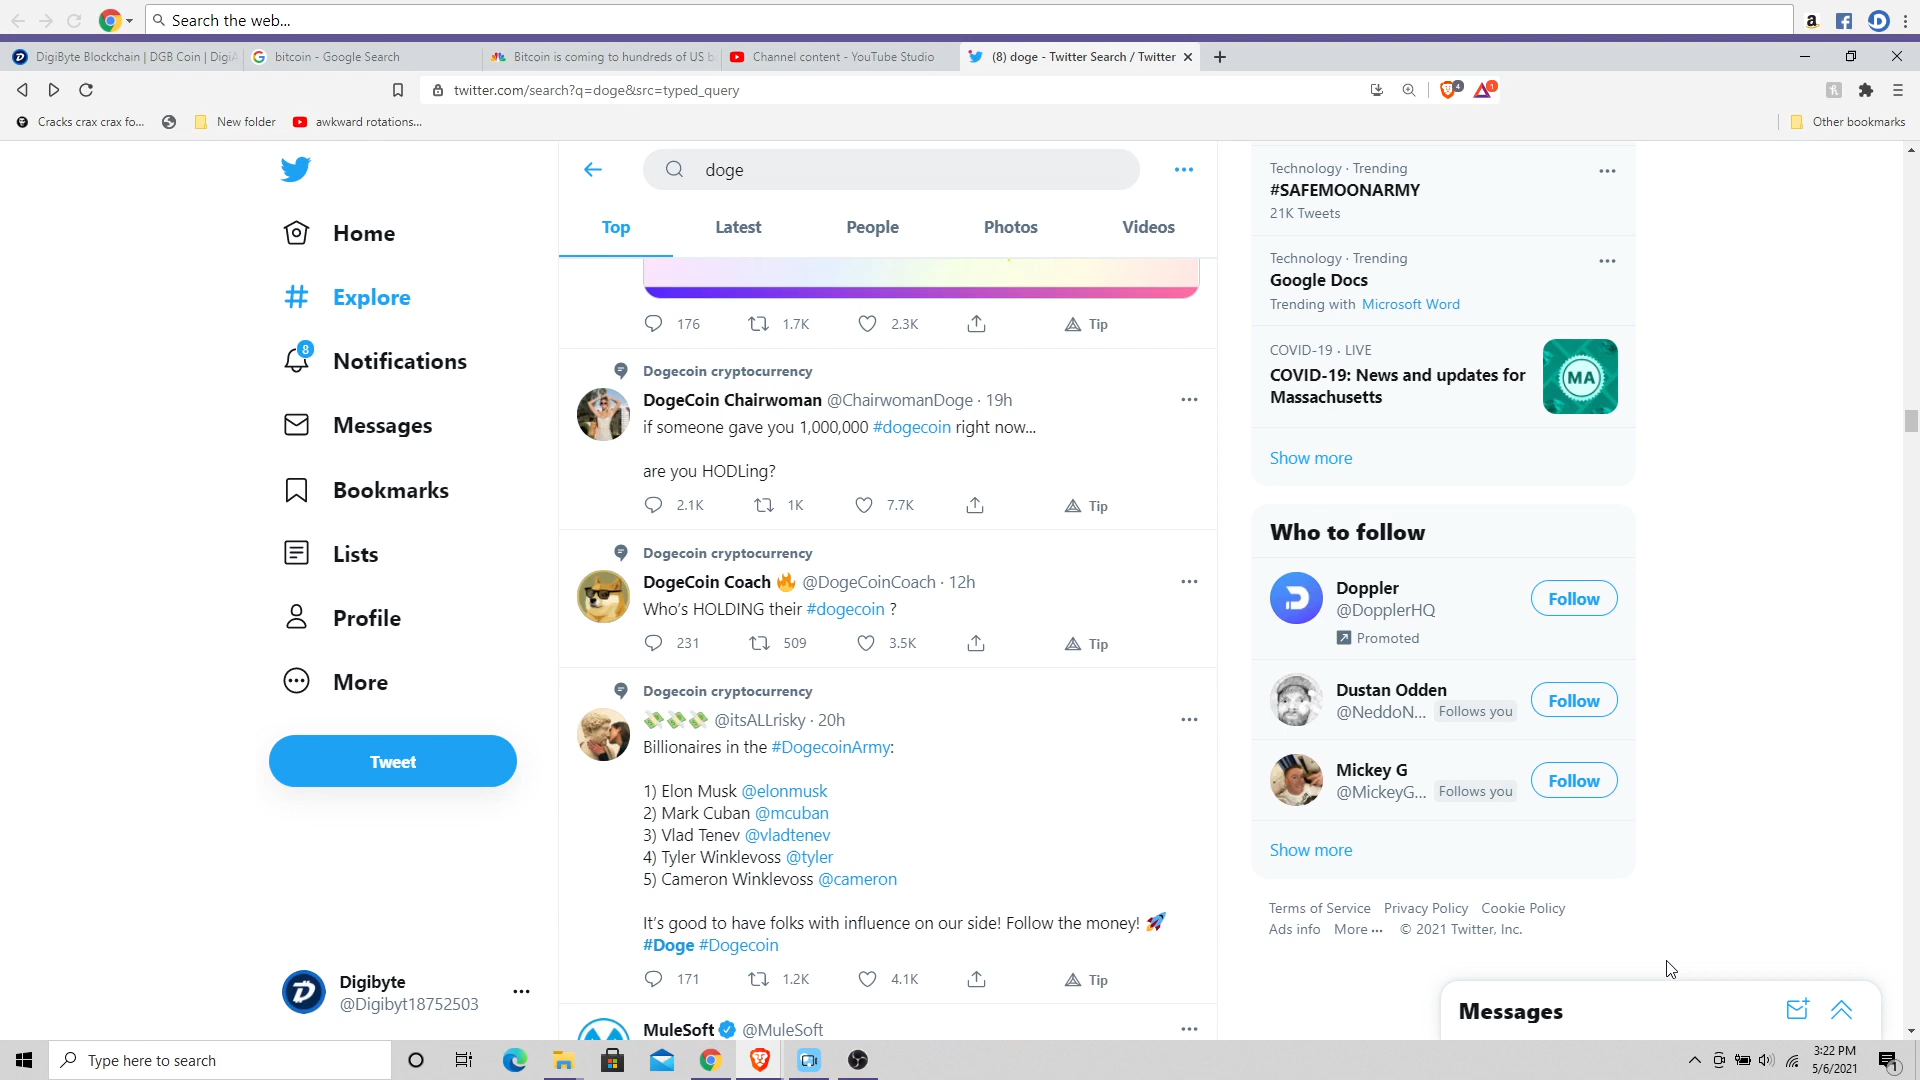 Search the web...
DigiByte Blockchain | DGB Coin | DigiA
bitcoin - Google Search
Bitcoin is coming to hundreds of US b
Channel content - YouTube Studio
(8) doge - Twitter Search / Twitter
twitter.com/search?q=doge&src=typed_query
4
1
Cracks crax crax fo...
New folder
awkward rotations...
Other bookmarks
doge
Top
Latest
People
Photos
Videos
Home
Explore
8
Notifications
Messages
Bookmarks
Lists
Profile
More
Tweet
Digibyte
@Digibyt18752503
176
1.7K
2.3K
Tip
Dogecoin cryptocurrency
DogeCoin Chairwoman @ChairwomanDoge · 19h
if someone gave you 1,000,000 #dogecoin right now...
are you HODLing?
2.1K
1K
7.7K
Tip
Dogecoin cryptocurrency
DogeCoin Coach 🔥 @DogeCoinCoach · 12h
Who's HOLDING their #dogecoin ?
231
509
3.5K
Tip
Dogecoin cryptocurrency
💸💸💸 @itsALLrisky · 20h
Billionaires in the #DogecoinArmy:
1) Elon Musk @elonmusk
2) Mark Cuban @mcuban
3) Vlad Tenev @vladtenev
4) Tyler Winklevoss @tyler
5) Cameron Winklevoss @cameron
It's good to have folks with influence on our side! Follow the money! 🚀
#Doge #Dogecoin
171
1.2K
4.1K
Tip
MuleSoft @MuleSoft
Technology · Trending
#SAFEMOONARMY
21K Tweets
Technology · Trending
Google Docs
Trending with Microsoft Word
COVID-19 · LIVE
COVID-19: News and updates for
Massachusetts
MA
Show more
Who to follow
Doppler
@DopplerHQ
Promoted
Follow
Dustan Odden
@NeddoN... Follows you
Follow
Mickey G
@MickeyG... Follows you
Follow
Show more
Terms of Service Privacy Policy Cookie Policy
Ads info More ··· © 2021 Twitter, Inc.
Messages
Type here to search
3:22 PM
5/6/2021
1